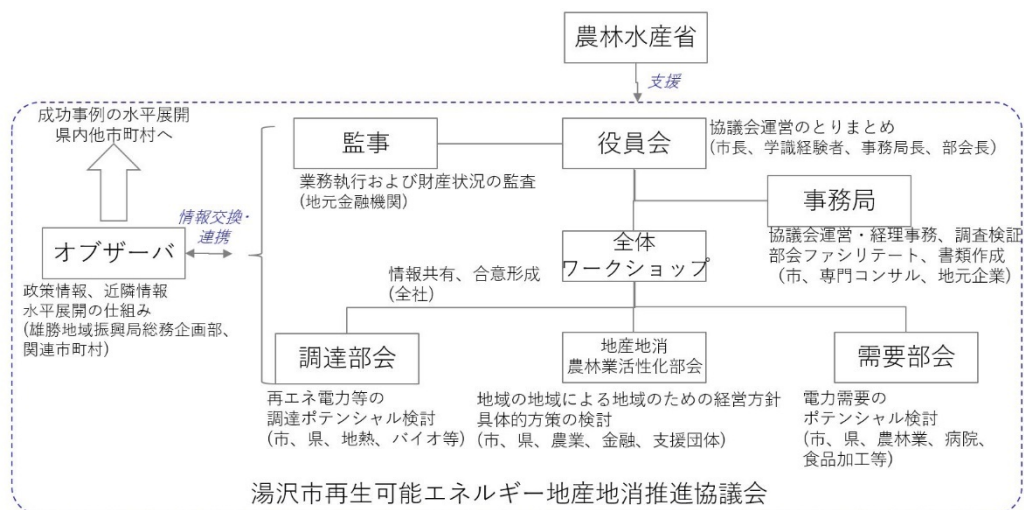 農林水産省
支援
成功事例の水平展開
県内他市町村へ
監事
業務執行および財産状況の監査
(地元金融機関)
役員会
協議会運営のとりまとめ
(市長、学識経験者、事務局長、部会長)
事務局
協議会運営・経理事務、調査検証
部会ファシリテート、書類作成
(市、専門コンサル、地元企業)
情報交換・
連携
オブザーバ
政策情報、近隣情報
水平展開の仕組み
(雄勝地域振興局総務企画部、
関連市町村)
全体
ワークショップ
情報共有、合意形成
(全社)
調達部会
再エネ電力等の
調達ポテンシャル検討
(市、県、地熱、バイオ等)
地産地消
農林業活性化部会
地域の地域による地域のための経営方針
具体的方策の検討
(市、県、農業、金融、支援団体)
需要部会
電力需要の
ポテンシャル検討
(市、県、農林業、病院、
食品加工等)
湯沢市再生可能エネルギー地産地消推進協議会